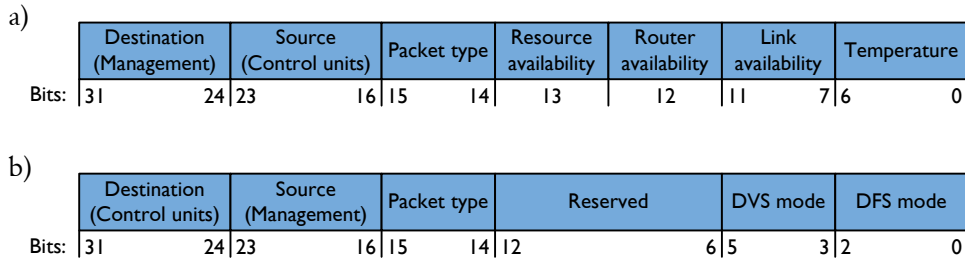 a)
Destination (Management) Source (Control units) Packet type Resource availability Router availability Link availability Temperature
Bits: 31 24 23 16 15 14 13 12 11 7 6 0
b)
Destination (Control units) Source (Management) Packet type Reserved DVS mode DFS mode
Bits: 31 24 23 16 15 14 12 6 5 3 2 0